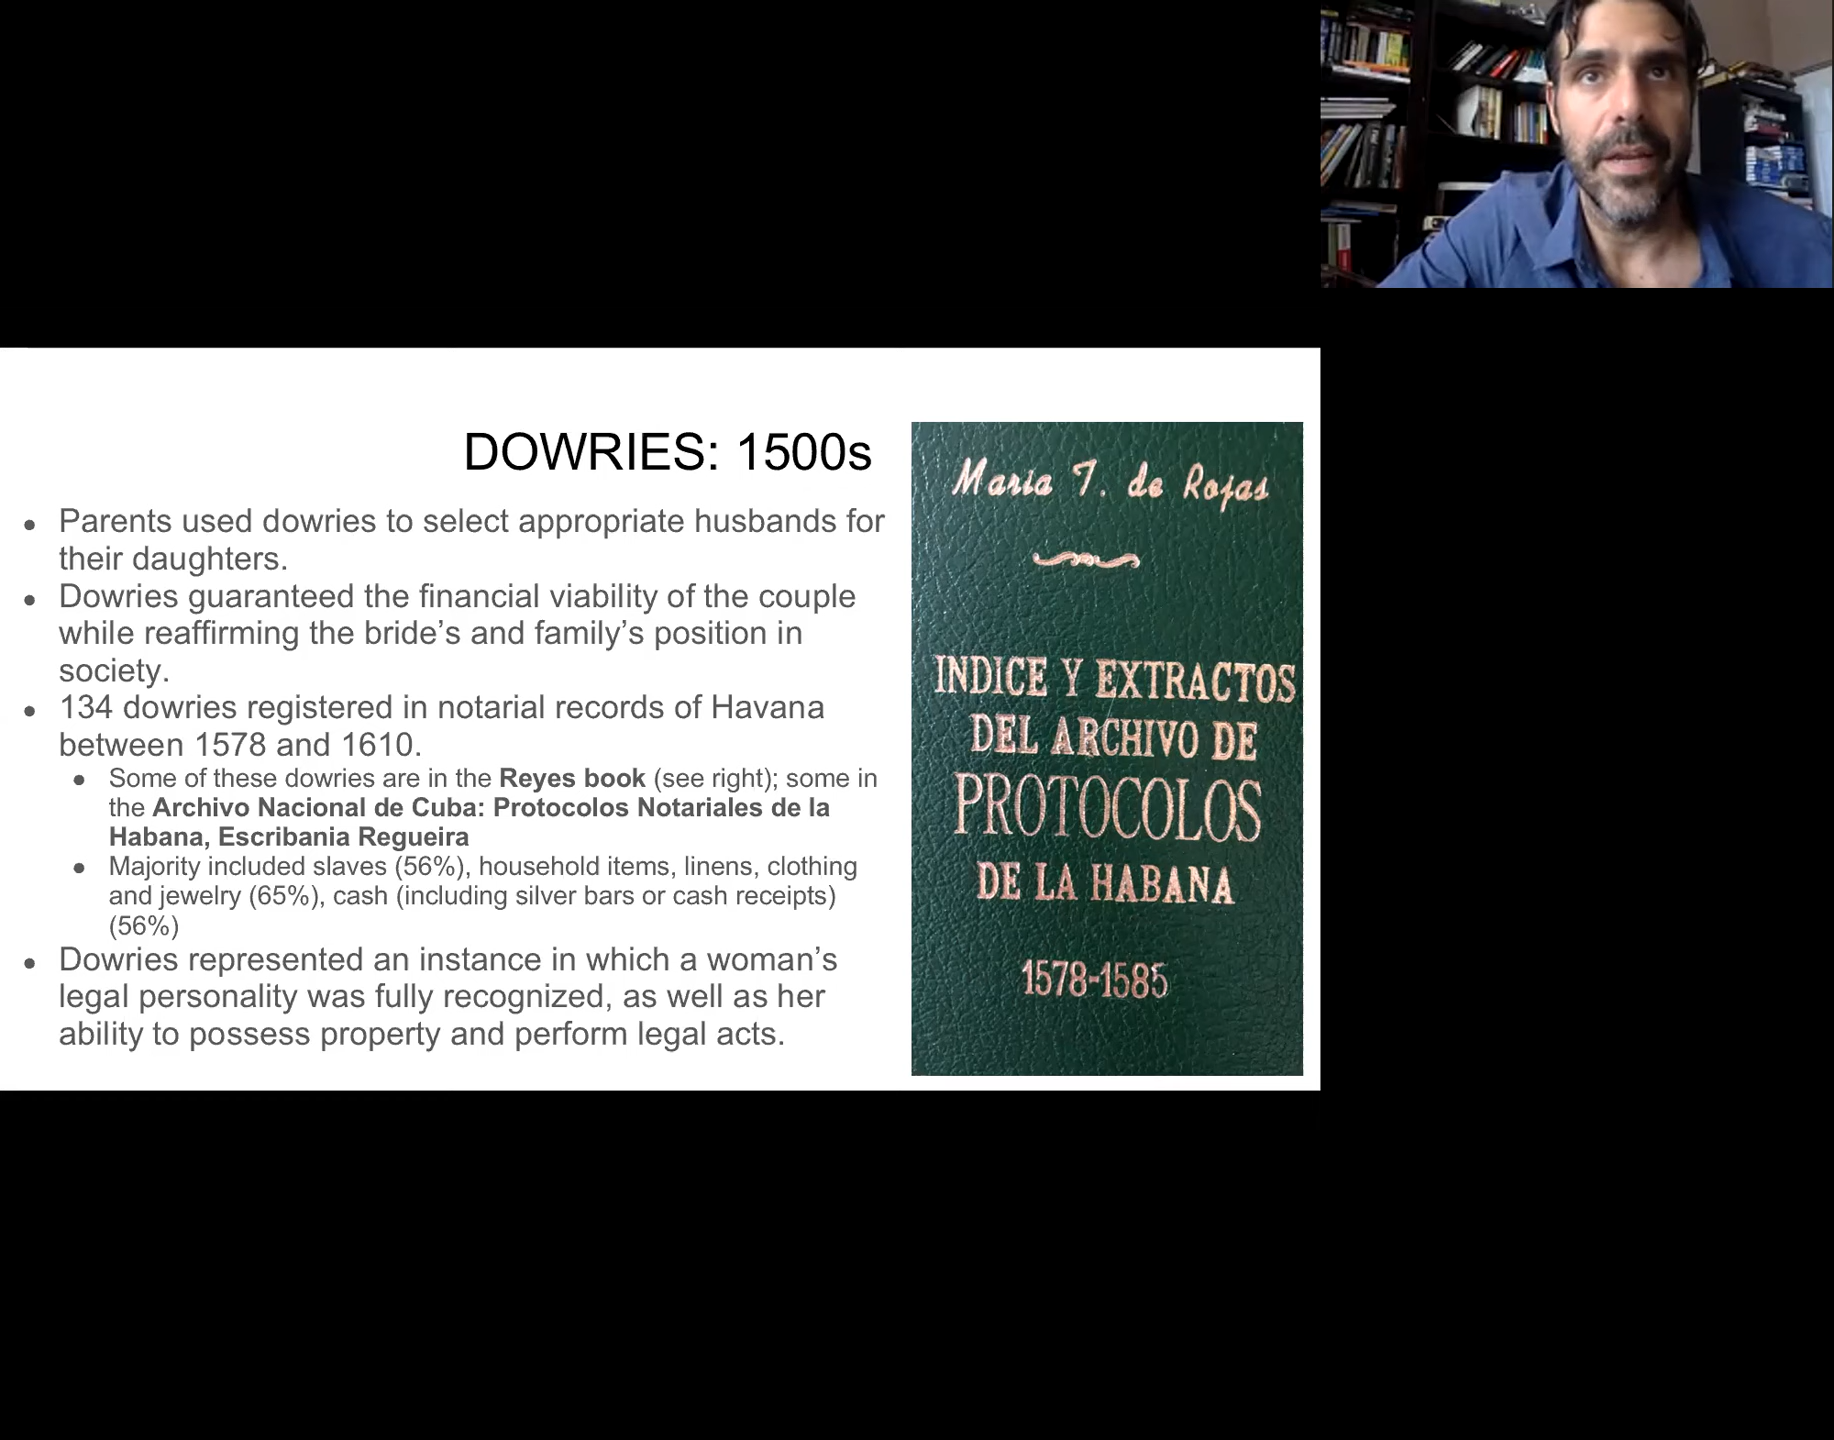 DOWRIES: 1500s
● Parents used dowries to select appropriate husbands for
their daughters.
● Dowries guaranteed the financial viability of the couple
while reaffirming the bride’s and family’s position in
society.
● 134 dowries registered in notarial records of Havana
between 1578 and 1610.
● Some of these dowries are in the Reyes book (see right); some in
the Archivo Nacional de Cuba: Protocolos Notariales de la
Habana, Escribania Regueira
● Majority included slaves (56%), household items, linens, clothing
and jewelry (65%), cash (including silver bars or cash receipts)
(56%)
● Dowries represented an instance in which a woman’s
legal personality was fully recognized, as well as her
ability to possess property and perform legal acts.
Maria T. de Rojas
INDICE Y EXTRACTOS
DEL ARCHIVO DE
PROTOCOLOS
DE LA HABANA
1578-1585